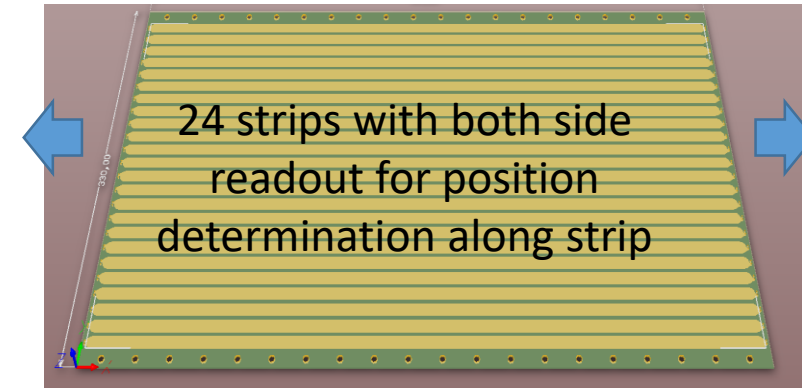 24 strips with both side
readout for position
determination along strip
330,00